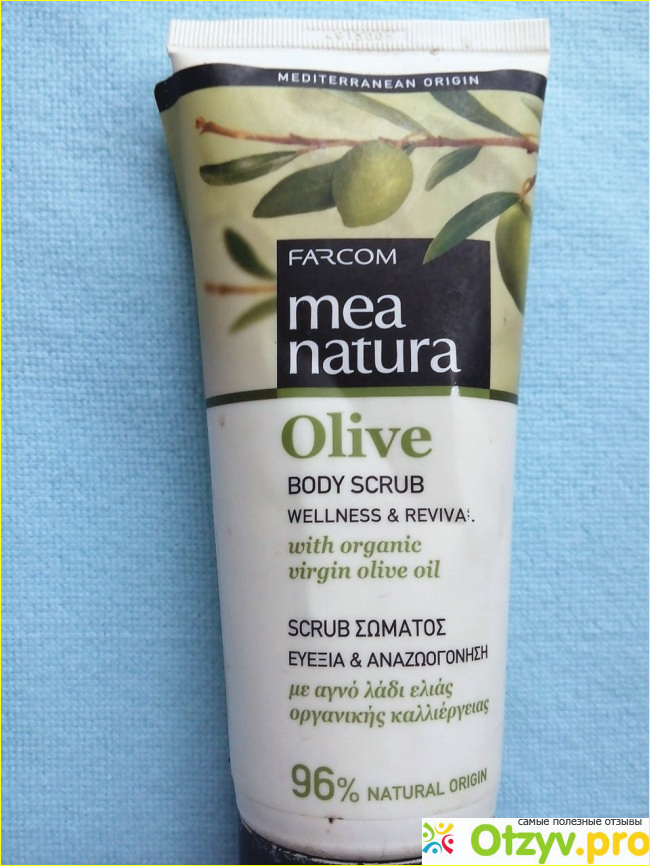 MEDITERRANEAN ORIGIN
FARCOM
mea
natura
Olive
BODY SCRUB
WELLNESS & REVIVAL
with organic
virgin olive oil
SCRUB ΣΩΜΑΤΟΣ
ΕΥΕΞΙΑ & ΑΝΑΖΩΟΓΟΝΗΣΗ
με αγνό λάδι ελιάς
οργανικής καλλιέργειας
96% NATURAL ORIGIN
самые полезные отзывы
Otzyv.pro